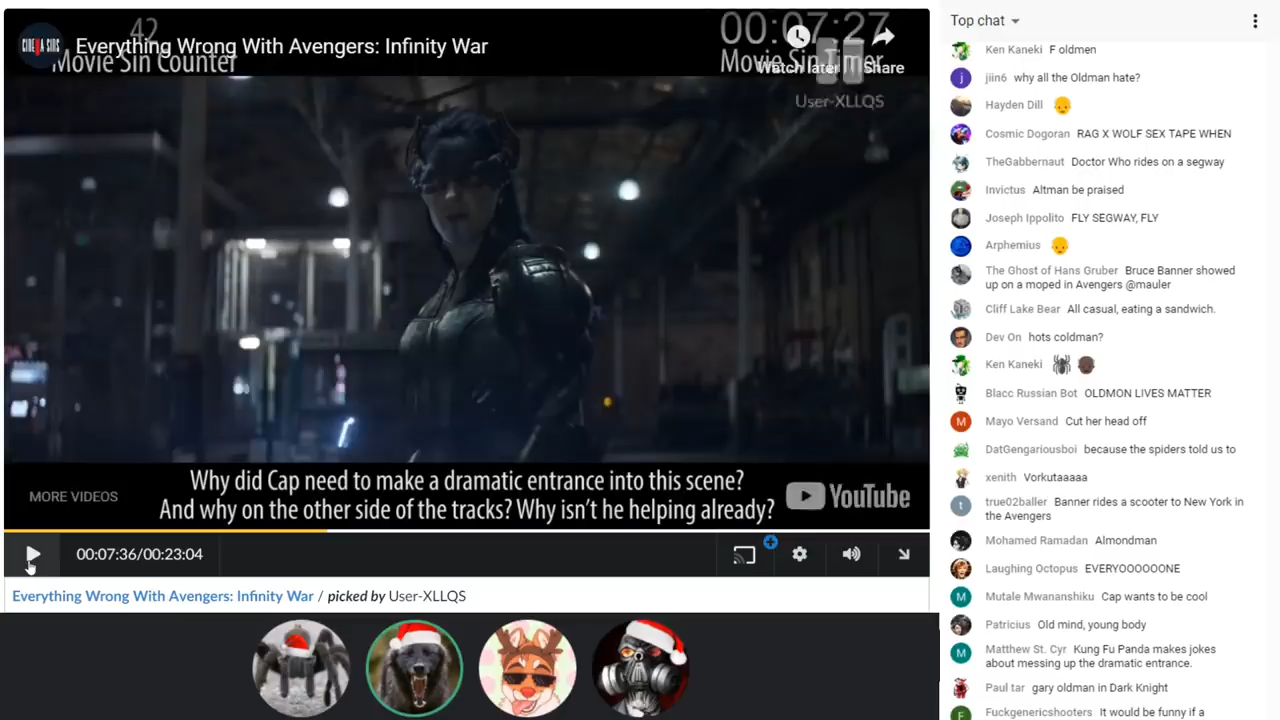 42
Movie Sin Counter
CINEMA SINS
Everything Wrong With Avengers: Infinity War
00:07:27
Movie Sin Timer
Watch later
Share
User-XLLQS
Why did Cap need to make a dramatic entrance into this scene?
And why on the other side of the tracks? Why isn't he helping already?
MORE VIDEOS
YouTube
00:07:36/00:23:04
Everything Wrong With Avengers: Infinity War / picked by User-XLLQS
Top chat
Ken Kaneki F oldmen
j
jiin6 why all the Oldman hate?
Hayden Dill
Cosmic Dogoran RAG X WOLF SEX TAPE WHEN
TheGabbernaut Doctor Who rides on a segway
Invictus Altman be praised
Joseph Ippolito FLY SEGWAY, FLY
Arphemius
The Ghost of Hans Gruber Bruce Banner showed
up on a moped in Avengers @mauler
Cliff Lake Bear All casual, eating a sandwich.
Dev On hots coldman?
Ken Kaneki
Blacc Russian Bot OLDMON LIVES MATTER
M
Mayo Versand Cut her head off
DatGengariousboi because the spiders told us to
xenith Vorkutaaaaa
t
true02baller Banner rides a scooter to New York in
the Avengers
Mohamed Ramadan Almondman
Laughing Octopus EVERYOOOOOONE
M
Mutale Mwananshiku Cap wants to be cool
Patricius Old mind, young body
M
Matthew St. Cyr Kung Fu Panda makes jokes
about messing up the dramatic entrance.
Paul tar gary oldman in Dark Knight
F
Fuckgenericshooters It would be funny if a